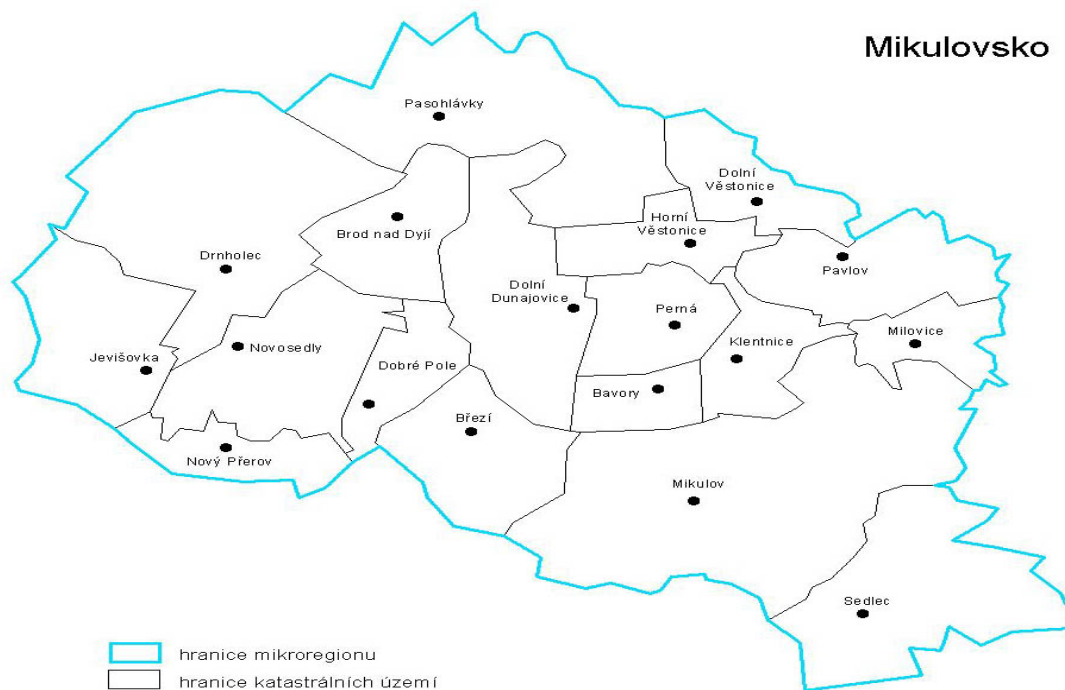 Mikulovsko
Pasohlávky
Dolní
Věstonice
Horní
Věstonice
Brod nad Dyjí
Drnholec
Pavlov
Dolní
Dunajovice
Perná
Klentnice
Milovice
Novosedly
Jevišovka
Dobré Pole
Bavory
Březí
Nový Přerov
Mikulov
Sedlec
hranice mikroregionu
hranice katastrálních území